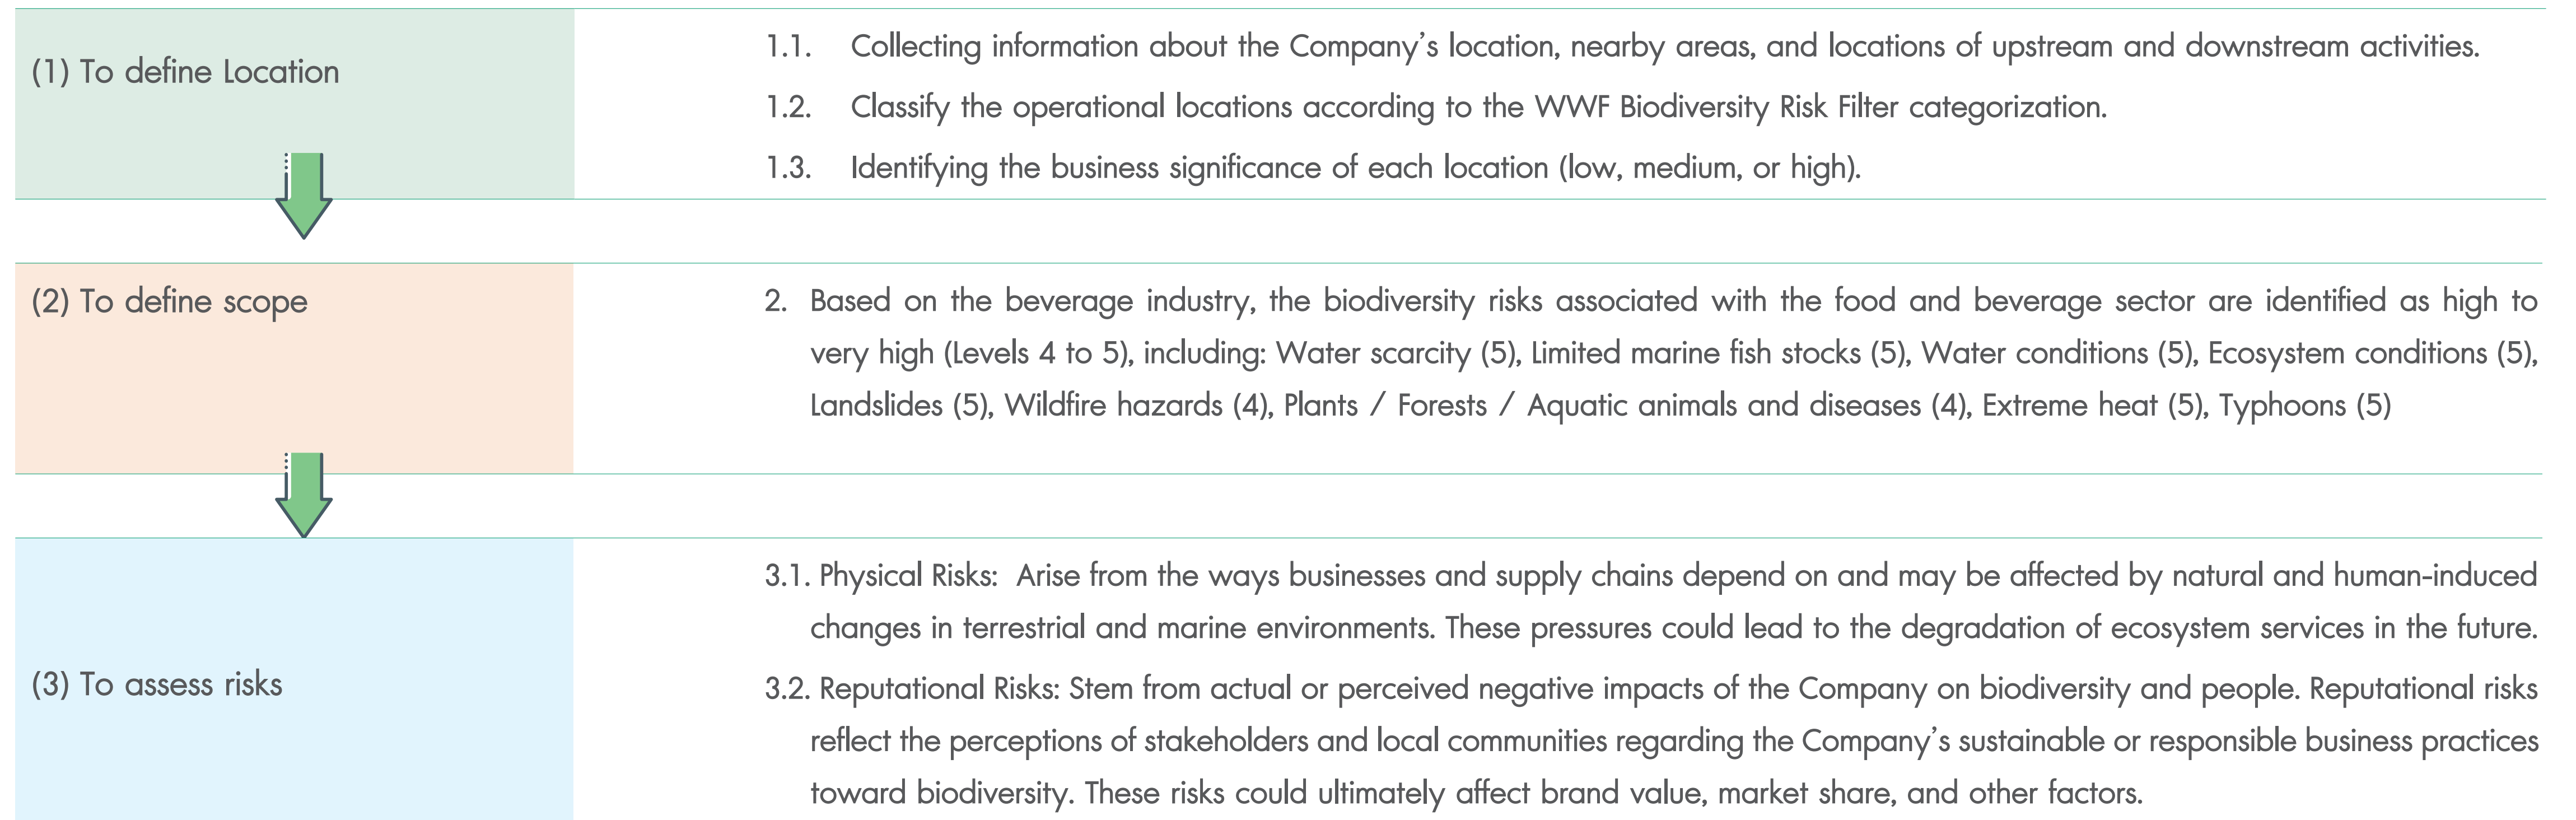 (1) To define Location
1.1. Collecting information about the Company's location, nearby areas, and locations of upstream and downstream activities.
1.2. Classify the operational locations according to the WWF Biodiversity Risk Filter categorization.
1.3. Identifying the business significance of each location (low, medium, or high).
(2) To define scope
2. Based on the beverage industry, the biodiversity risks associated with the food and beverage sector are identified as high to
very high (Levels 4 to 5), including: Water scarcity (5), Limited marine fish stocks (5), Water conditions (5), Ecosystem conditions (5),
Landslides (5), Wildfire hazards (4), Plants / Forests / Aquatic animals and diseases (4), Extreme heat (5), Typhoons (5)
(3) To assess risks
3.1. Physical Risks: Arise from the ways businesses and supply chains depend on and may be affected by natural and human-induced
changes in terrestrial and marine environments. These pressures could lead to the degradation of ecosystem services in the future.
3.2. Reputational Risks: Stem from actual or perceived negative impacts of the Company on biodiversity and people. Reputational risks
reflect the perceptions of stakeholders and local communities regarding the Company's sustainable or responsible business practices
toward biodiversity. These risks could ultimately affect brand value, market share, and other factors.